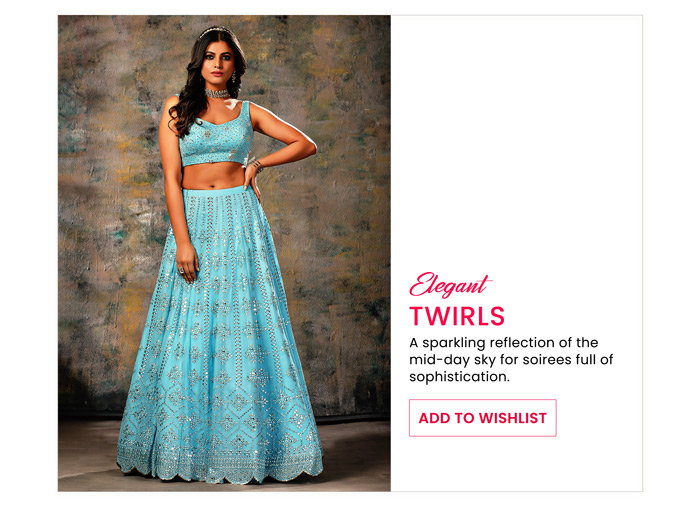 Elegant
TWIRLS
A sparkling reflection of the
mid-day sky for soirees full of
sophistication.
ADD TO WISHLIST